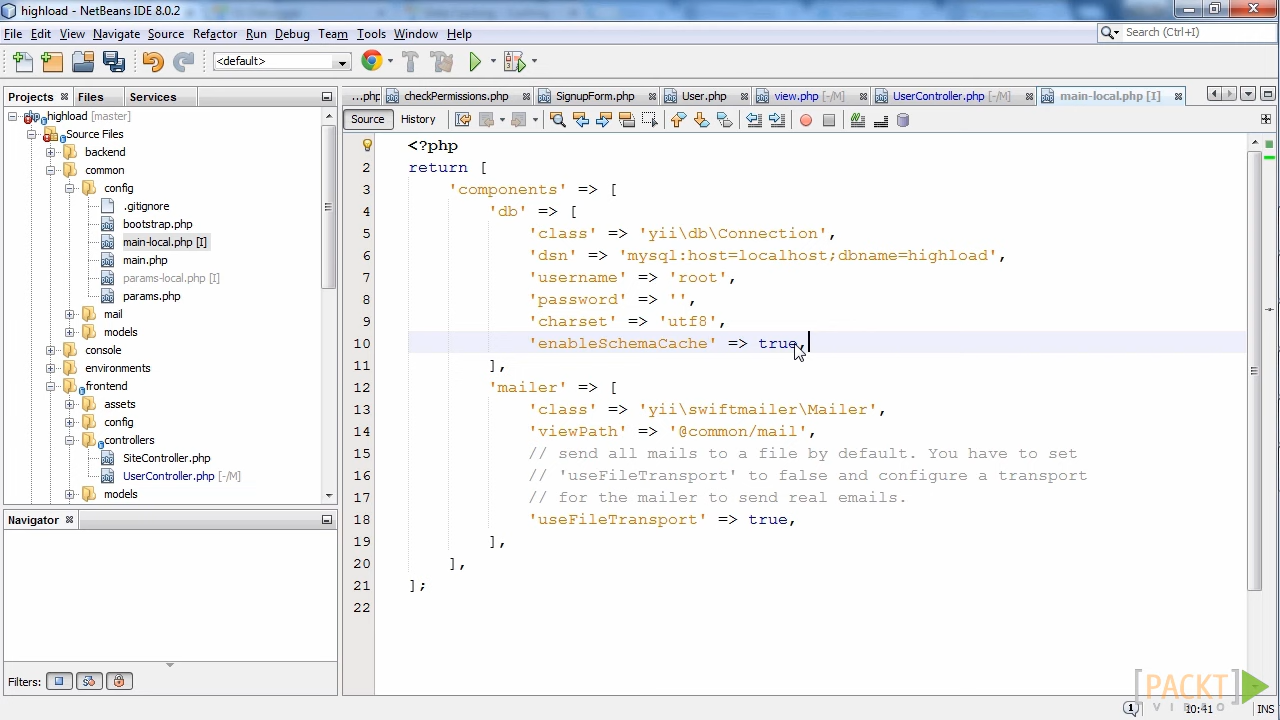 highload - NetBeans IDE 8.0.2
File Edit View Navigate Source Refactor Run Debug Team Tools Window Help
Search (Ctrl+I)
<default>
Projects Files Services
...php checkPermissions.php SignupForm.php User.php view.php [-/M] UserController.php [-/M] main-local.php [I]
Source History
highload [master]
Source Files
backend
common
config
.gitignore
bootstrap.php
main-local.php [I]
main.php
params-local.php [I]
params.php
mail
models
console
environments
frontend
assets
config
controllers
SiteController.php
UserController.php [-/M]
models
Navigator
Filters:
<?php
2 return [
3 'components' => [
4 'db' => [
5 'class' => 'yii\db\Connection',
6 'dsn' => 'mysql:host=localhost;dbname=highload',
7 'username' => 'root',
8 'password' => '',
9 'charset' => 'utf8',
10 'enableSchemaCache' => true,
11 ],
12 'mailer' => [
13 'class' => 'yii\swiftmailer\Mailer',
14 'viewPath' => '@common/mail',
15 // send all mails to a file by default. You have to set
16 // 'useFileTransport' to false and configure a transport
17 // for the mailer to send real emails.
18 'useFileTransport' => true,
19 ],
20 ],
21 ];
22
[PACKT]
VIDEO
1 10:41 INS